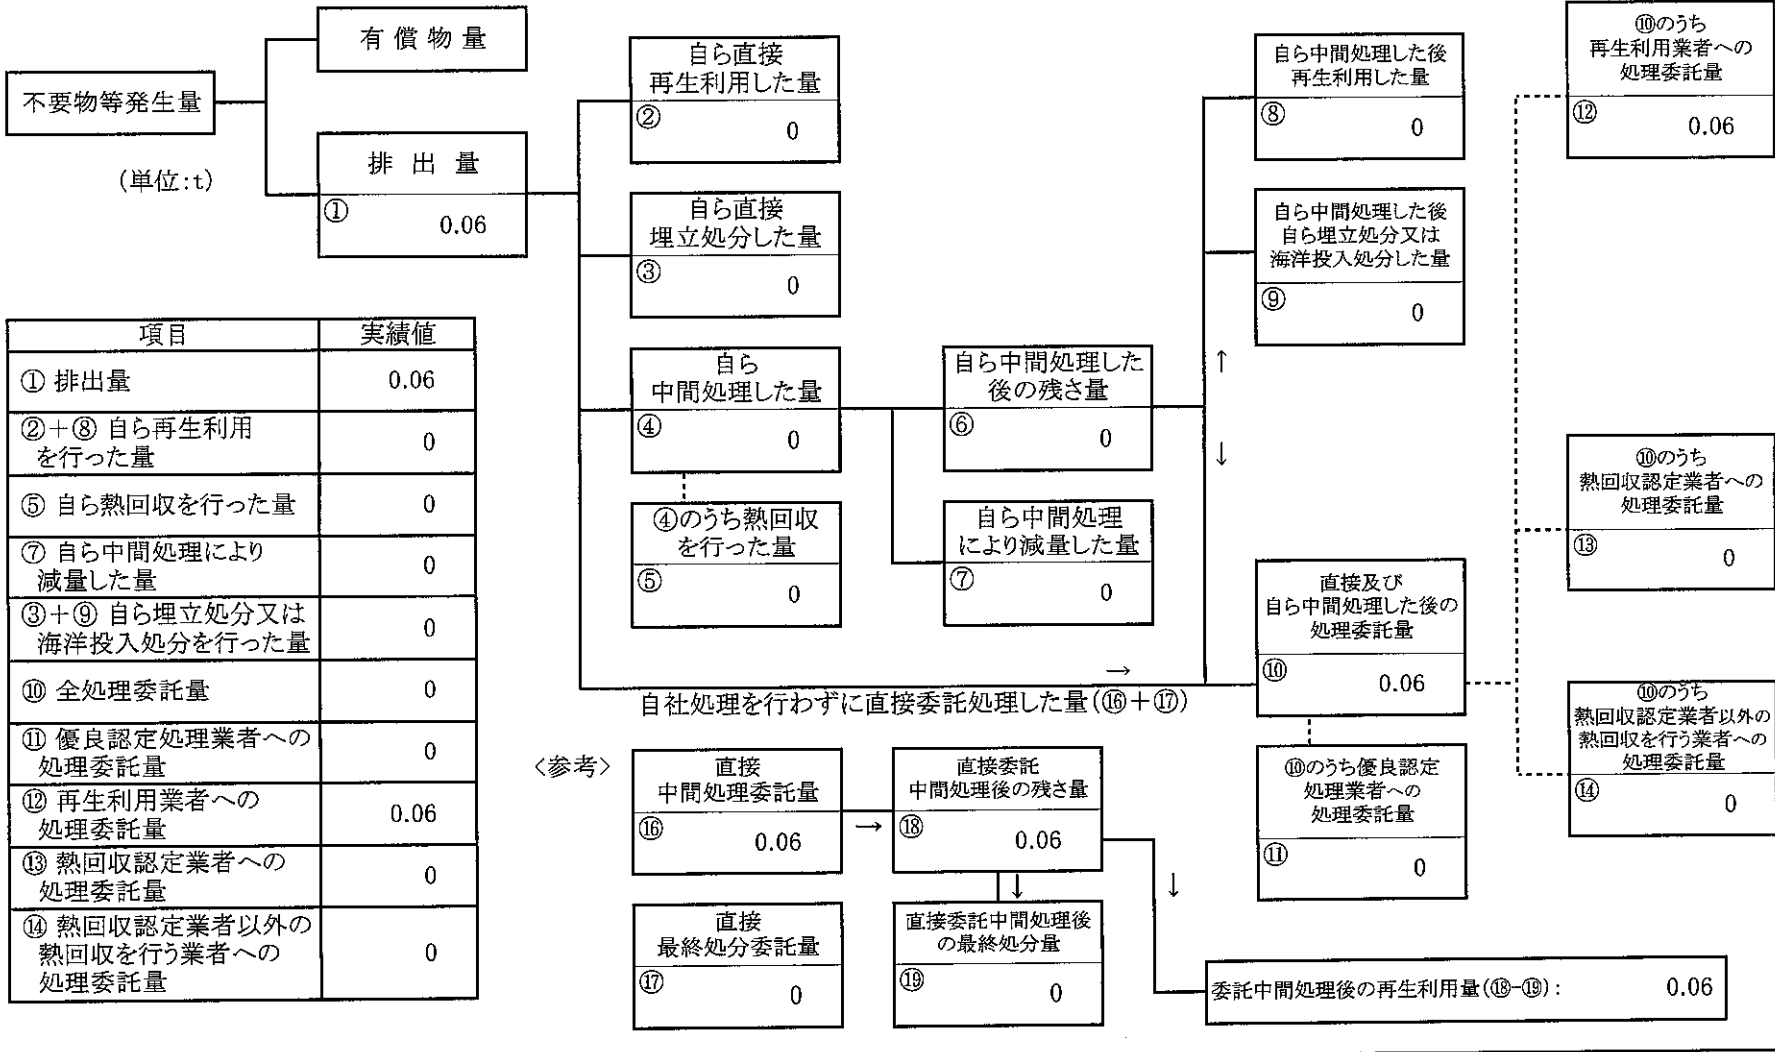 有償物量
不要物等発生量
(単位:t)
排出量
①
0.06
自ら直接
再生利用した量
②
0
自ら直接
埋立処分した量
③
0
自ら
中間処理した量
④
0
④のうち熱回収
を行った量
⑤
0
自ら中間処理した
後の残さ量
⑥
0
自ら中間処理
により減量した量
⑦
0
自ら中間処理した後
再生利用した量
⑧
0
自ら中間処理した後
自ら埋立処分又は
海洋投入処分した量
⑨
0
↑
↓
直接及び
自ら中間処理した後の
処理委託量
⑩
0.06
→
自社処理を行わずに直接委託処理した量(⑯+⑰)
⑩のうち優良認定
処理業者への
処理委託量
⑪
0
⑩のうち
再生利用業者への
処理委託量
⑫
0.06
⑩のうち
熱回収認定業者への
処理委託量
⑬
0
⑩のうち
熱回収認定業者以外の
熱回収を行う業者への
処理委託量
⑭
0
項目 実績値
① 排出量 0.06
②+⑧ 自ら再生利用
を行った量 0
⑤ 自ら熱回収を行った量 0
⑦ 自ら中間処理により
減量した量 0
③+⑨ 自ら埋立処分又は
海洋投入処分を行った量 0
⑩ 全処理委託量 0
⑪ 優良認定処理業者への
処理委託量 0
⑫ 再生利用業者への
処理委託量 0.06
⑬ 熱回収認定業者への
処理委託量 0
⑭ 熱回収認定業者以外の
熱回収を行う業者への
処理委託量 0
〈参考〉
直接
中間処理委託量
⑯
0.06
→
直接委託
中間処理後の残さ量
⑱
0.06
↓
↓
直接
最終処分委託量
⑰
0
直接委託中間処理後
の最終処分量
⑲
0
委託中間処理後の再生利用量(⑱-⑲): 0.06